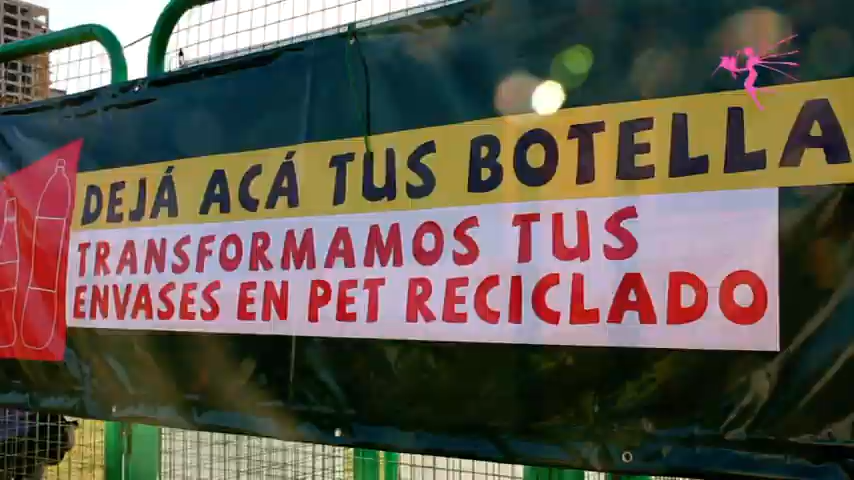 DEJÁ ACÁ TUS BOTELLA
TRANSFORMAMOS TUS
ENVASES EN PET RECICLADO